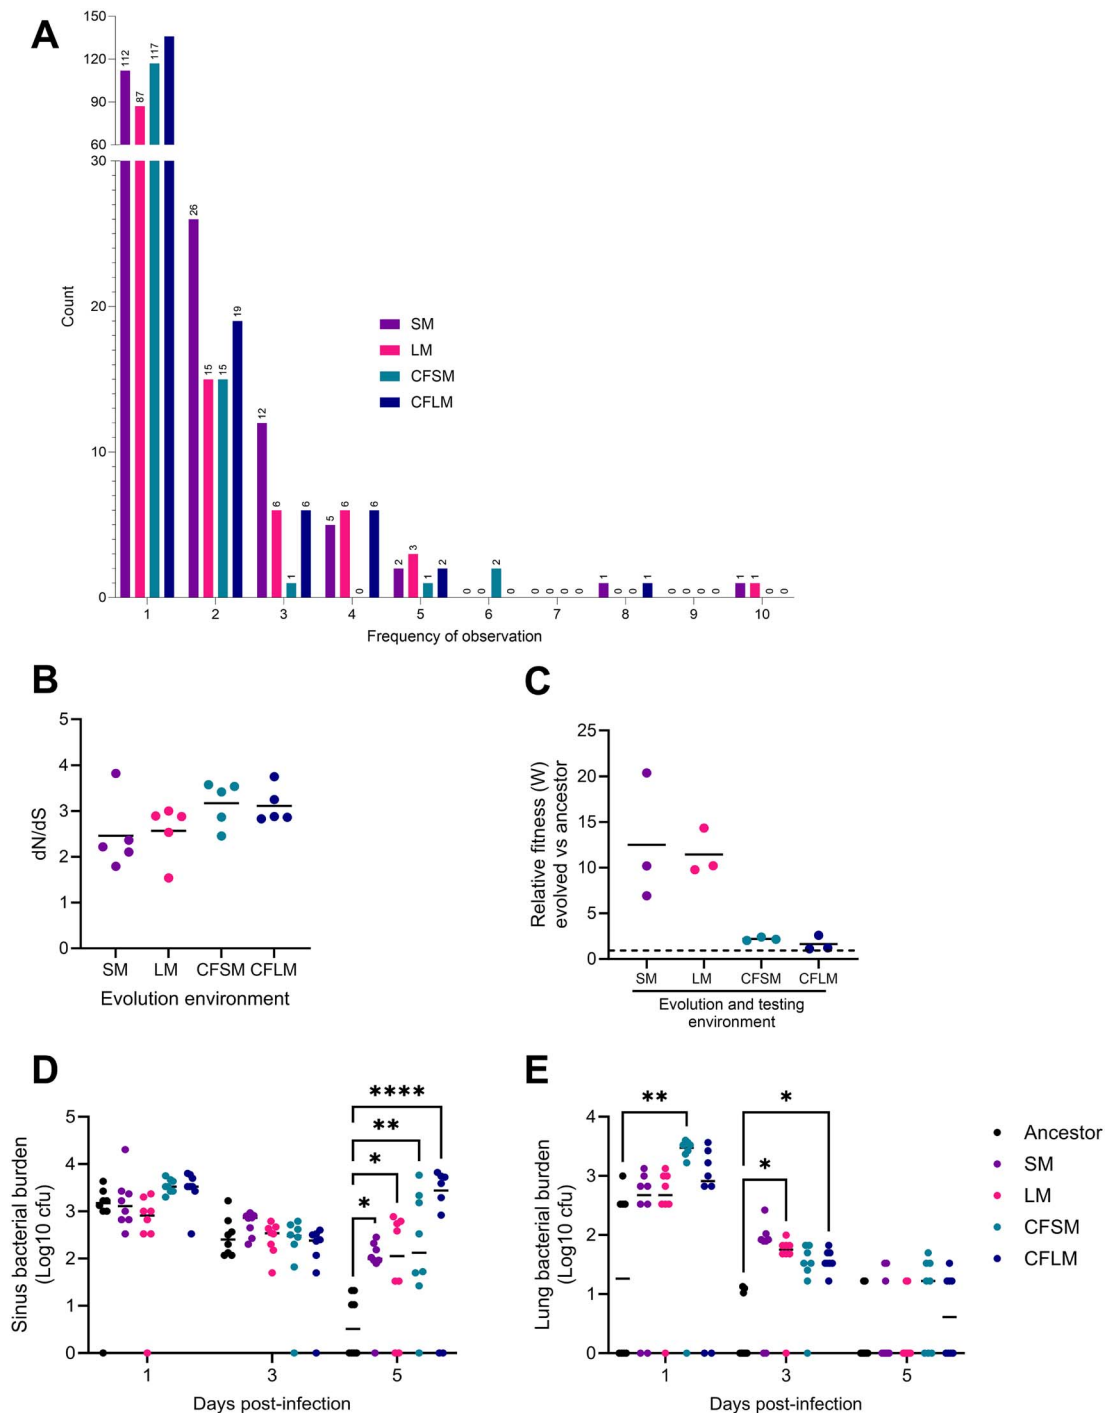 A
150
120
90
60
30
20
10
0
Count
112
87
117
26
15
15
19
12
6
1
6
5
6
0
6
2
3
1
2
0
0
2
0
0
0
0
0
1
0
0
1
0
0
0
0
1
1
0
0
1
2
3
4
5
6
7
8
9
10
Frequency of observation
SM
LM
CFSM
CFLM
B
5
4
3
2
1
0
dN/dS
SM
LM
CFSM
CFLM
Evolution environment
C
25
20
15
10
5
0
Relative fitness (W)
evolved vs ancestor
SM
LM
CFSM
CFLM
Evolution and testing
environment
D
5
4
3
2
1
0
Sinus bacterial burden
(Log10 cfu)
****
**
*
*
1
3
5
Days post-infection
E
4
3
2
1
0
Lung bacterial burden
(Log10 cfu)
**
*
*
1
3
5
Days post-infection
Ancestor
SM
LM
CFSM
CFLM